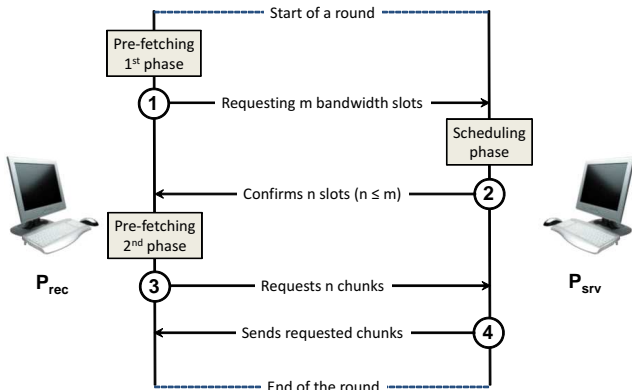 Start of a round
Pre-fetching
1st phase
1
Requesting m bandwidth slots
Scheduling
phase
Confirms n slots (n ≤ m)
2
Pre-fetching
2nd phase
Prec
Psrv
3
Requests n chunks
Sends requested chunks
4
End of the round